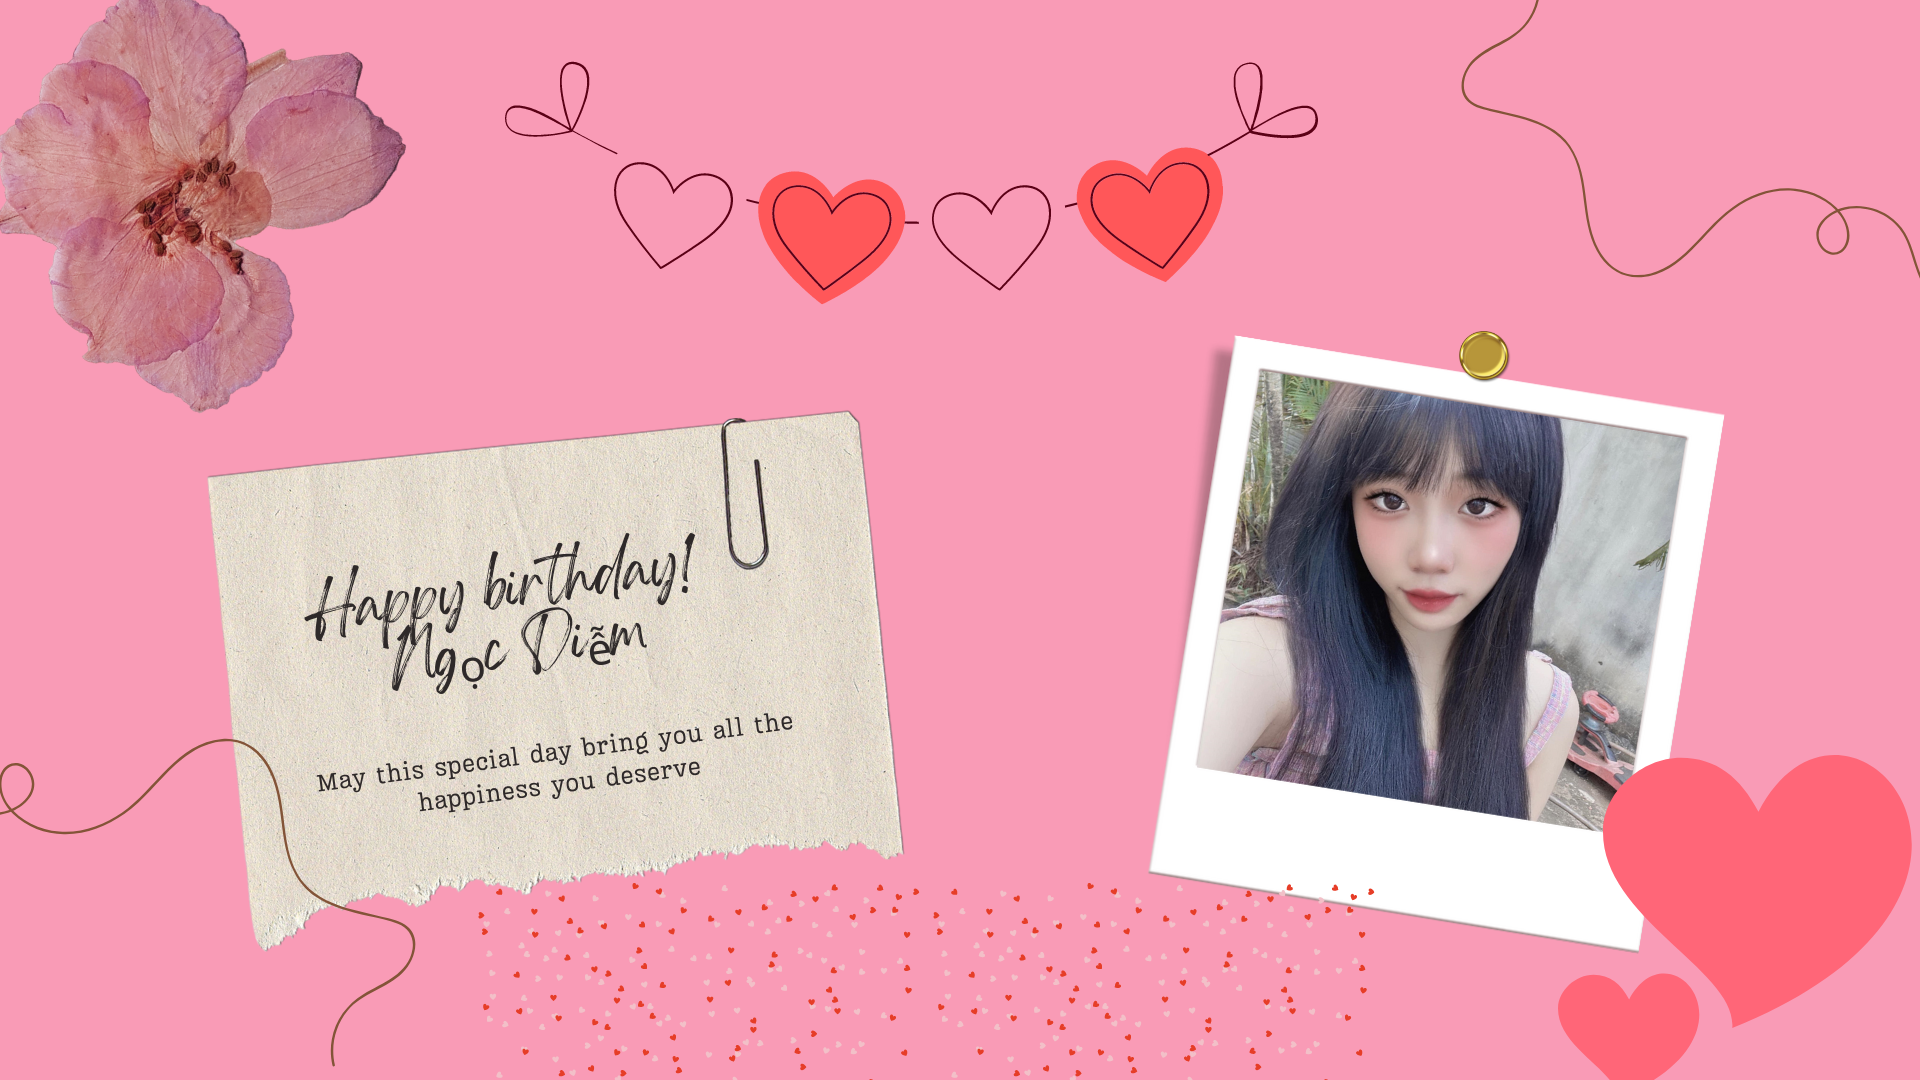 Happy birthday!
Ngọc Diễm
May this special day bring you all the
happiness you deserve